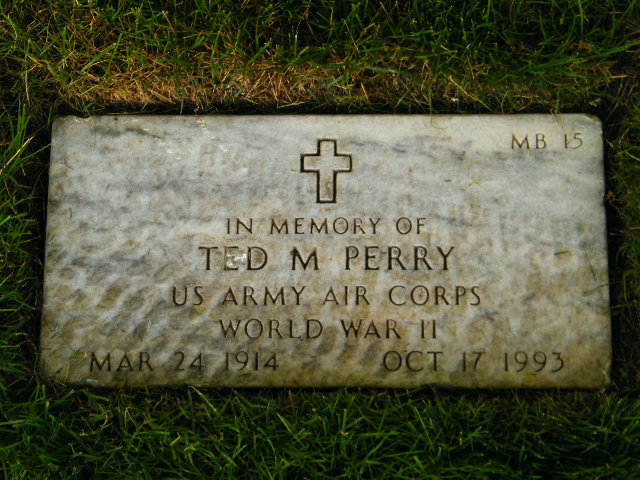 MB 15
IN MEMORY OF
TED M PERRY
US ARMY AIR CORPS
WORLD WAR II
MAR 24 1914 OCT 17 1993